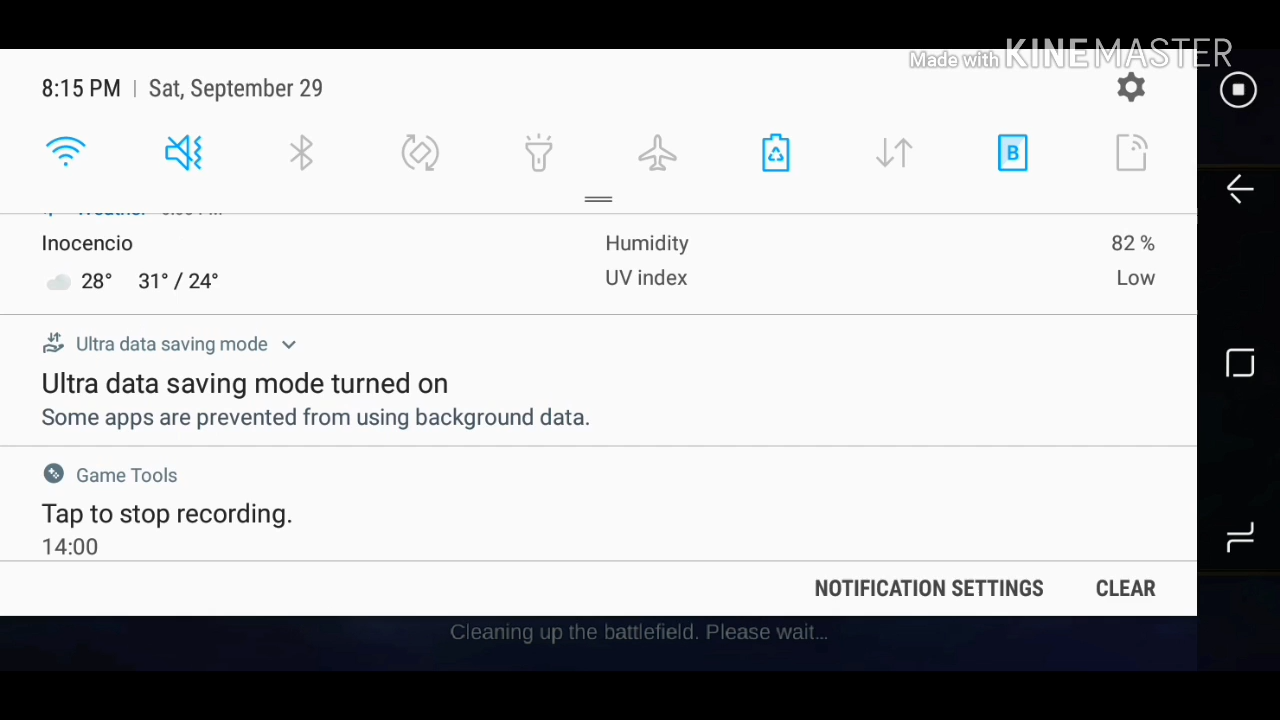 Made with KINEMASTER
8:15 PM | Sat, September 29
B
Weather
Inocencio
28° 31° / 24°
Humidity 82 %
UV index Low
Ultra data saving mode
Ultra data saving mode turned on
Some apps are prevented from using background data.
Game Tools
Tap to stop recording.
14:00
NOTIFICATION SETTINGS CLEAR
Cleaning up the battlefield. Please wait...